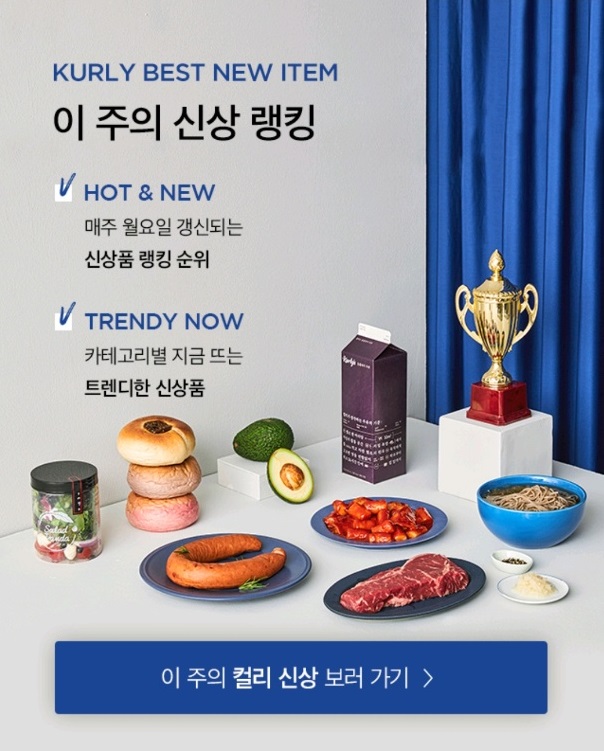 KURLY BEST NEW ITEM
이 주의 신상 랭킹
HOT & NEW
매주 월요일 갱신되는
신상품 랭킹 순위
TRENDY NOW
카테고리별 지금 뜨는
트렌디한 신상품
Kurly's
Salad
이 주의 컬리 신상 보러 가기 >